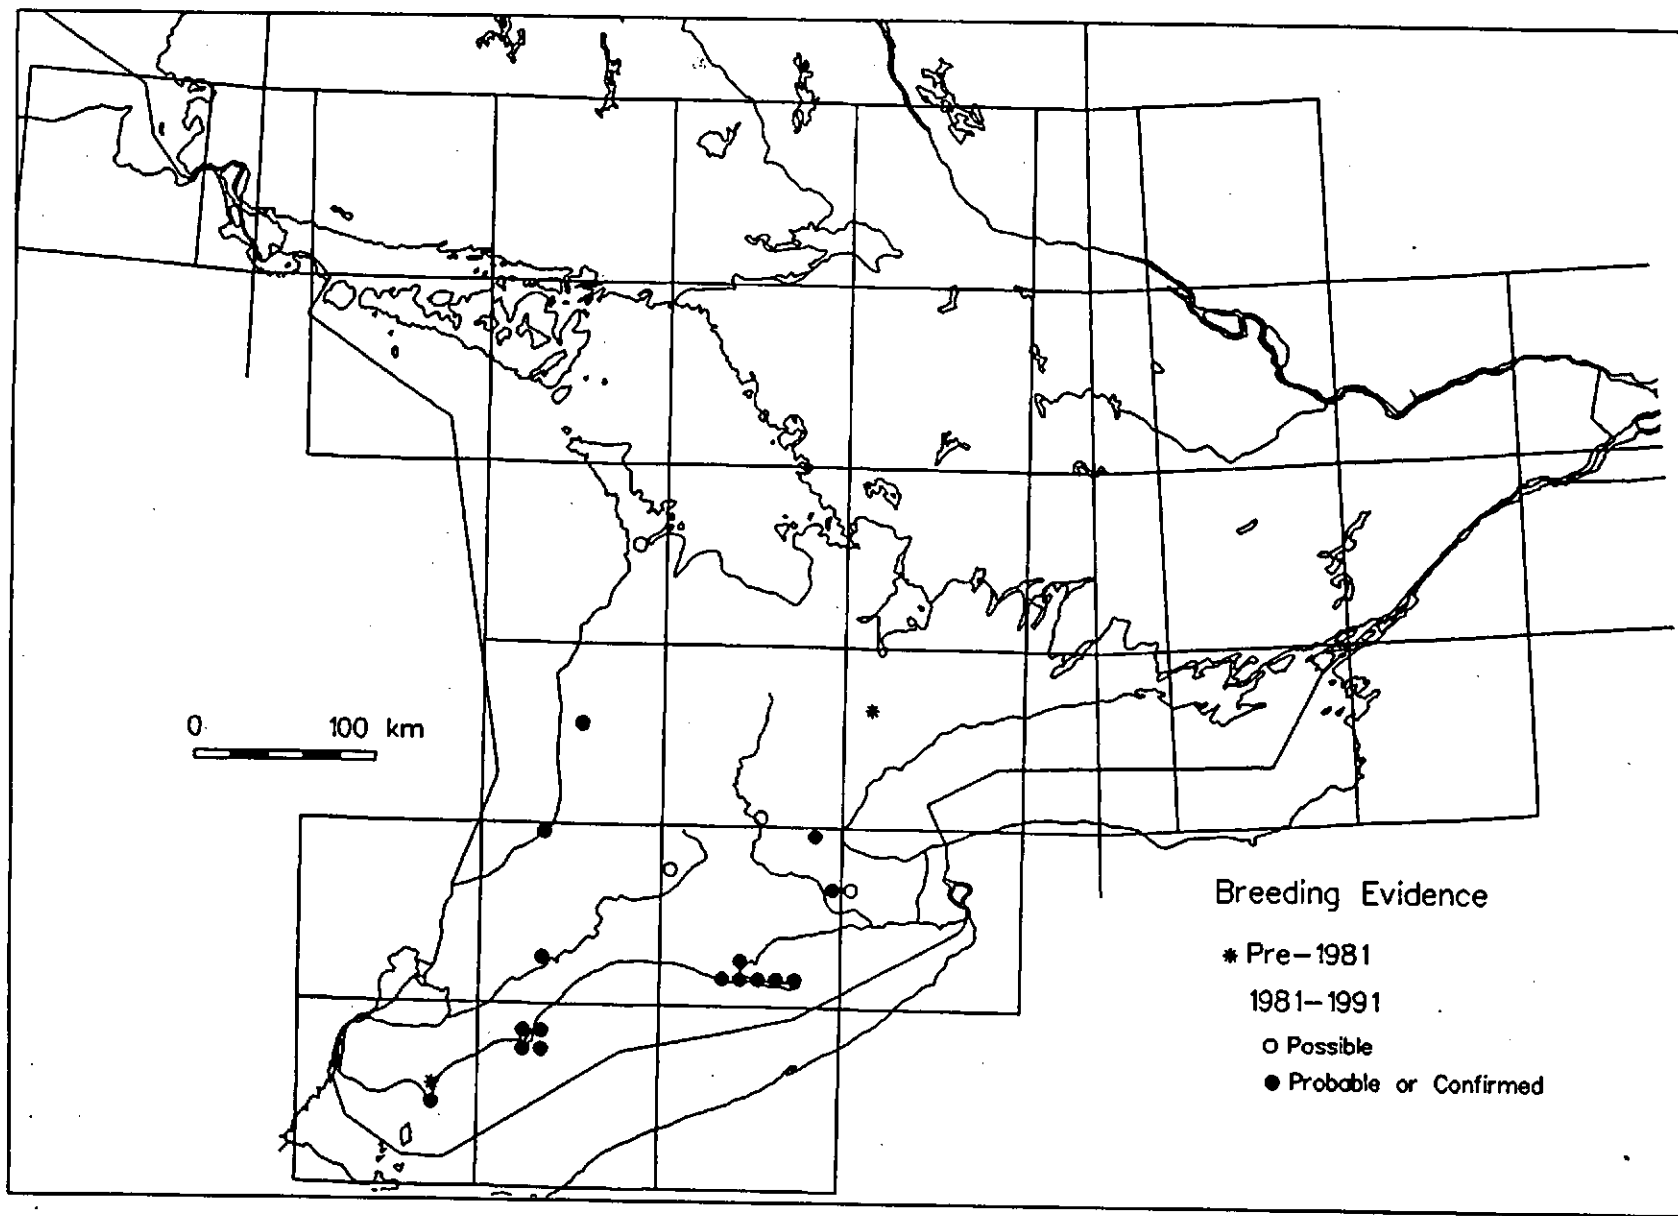 0 100 km
Breeding Evidence
* Pre-1981
1981-1991
Possible
Probable or Confirmed